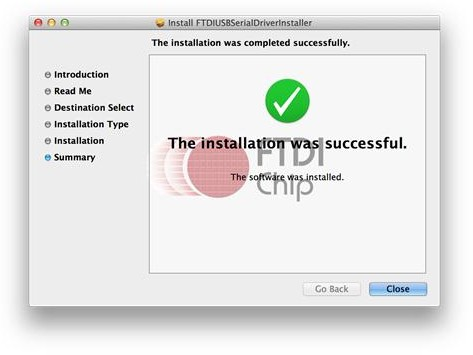 Install FTDIUSBSerialDriverInstaller
The installation was completed successfully.
Introduction
Read Me
Destination Select
Installation Type
Installation
Summary
The installation was successful.
FTDI
Chip
The software was installed.
Go Back
Close